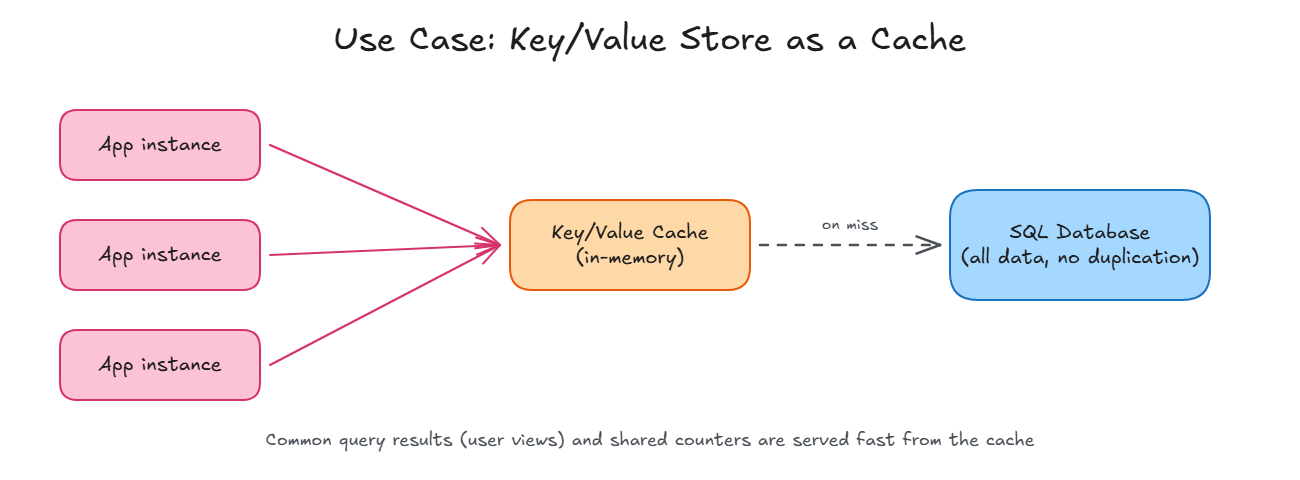 Use Case: Key/Value Store as a Cache
App instance
App instance
App instance
Key/Value Cache
(in-memory)
on miss
SQL Database
(all data, no duplication)
Common query results (user views) and shared counters are served fast from the cache